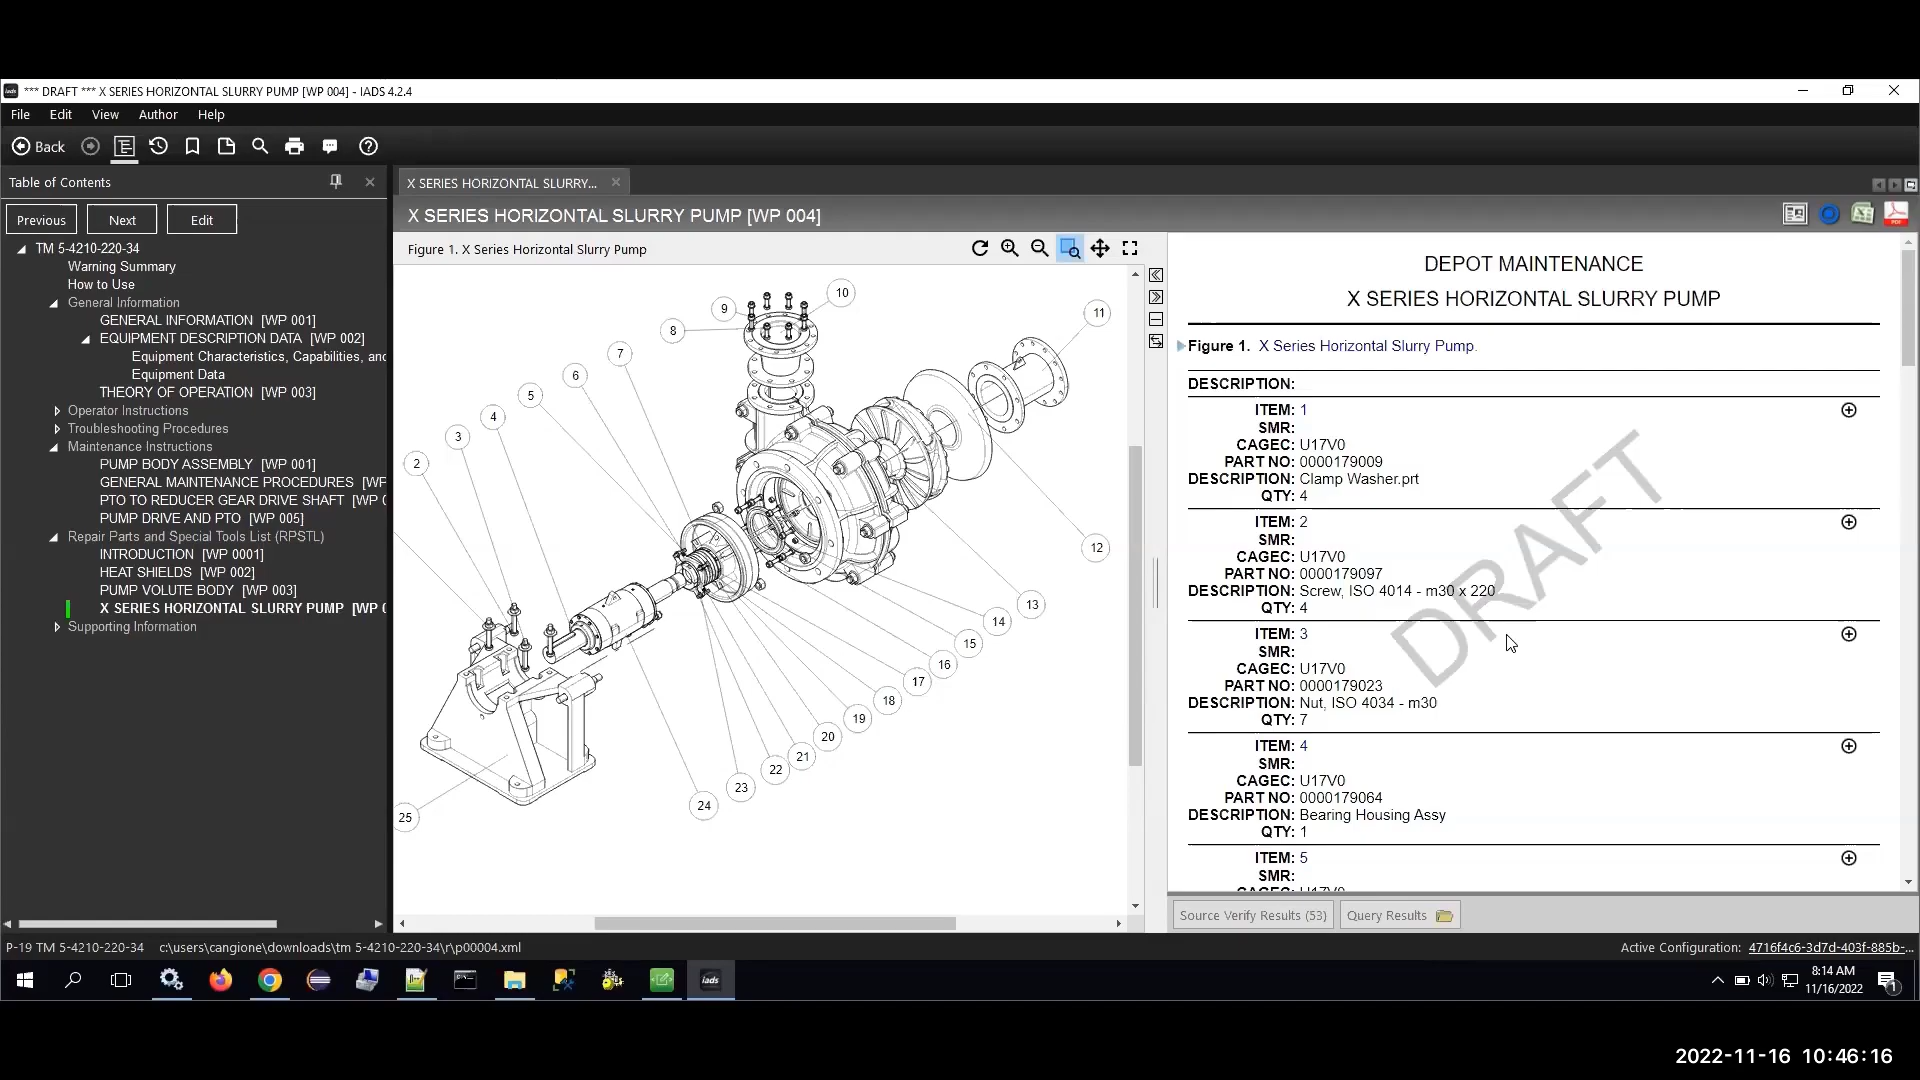 *** DRAFT *** X SERIES HORIZONTAL SLURRY PUMP [WP 004] - IADS 4.2.4
File Edit View Author Help
Back
Table of Contents
Previous Next Edit
TM 5-4210-220-34
Warning Summary
How to Use
General Information
GENERAL INFORMATION [WP 001]
EQUIPMENT DESCRIPTION DATA [WP 002]
Equipment Characteristics, Capabilities, and
Equipment Data
THEORY OF OPERATION [WP 003]
Operator Instructions
Troubleshooting Procedures
Maintenance Instructions
PUMP BODY ASSEMBLY [WP 001]
GENERAL MAINTENANCE PROCEDURES [WP
PTO TO REDUCER GEAR DRIVE SHAFT [WP 0
PUMP DRIVE AND PTO [WP 005]
Repair Parts and Special Tools List (RPSTL)
INTRODUCTION [WP 0001]
HEAT SHIELDS [WP 002]
PUMP VOLUTE BODY [WP 003]
X SERIES HORIZONTAL SLURRY PUMP [WP 0
Supporting Information
X SERIES HORIZONTAL SLURRY...
X SERIES HORIZONTAL SLURRY PUMP [WP 004]
PDF
Figure 1. X Series Horizontal Slurry Pump
2
3
4
5
6
7
8
9
10
11
12
13
14
15
16
17
18
19
20
21
22
23
24
25
DEPOT MAINTENANCE
X SERIES HORIZONTAL SLURRY PUMP
Figure 1. X Series Horizontal Slurry Pump.
DESCRIPTION:
ITEM: 1
SMR:
CAGEC: U17V0
PART NO: 0000179009
DESCRIPTION: Clamp Washer.prt
QTY: 4
ITEM: 2
SMR:
CAGEC: U17V0
PART NO: 0000179097
DESCRIPTION: Screw, ISO 4014 - m30 x 220
QTY: 4
ITEM: 3
SMR:
CAGEC: U17V0
PART NO: 0000179023
DESCRIPTION: Nut, ISO 4034 - m30
QTY: 7
ITEM: 4
SMR:
CAGEC: U17V0
PART NO: 0000179064
DESCRIPTION: Bearing Housing Assy
QTY: 1
ITEM: 5
SMR:
CAGEC: U17V0
DRAFT
Source Verify Results (53) Query Results
P-19 TM 5-4210-220-34 c:\users\cangione\downloads\tm 5-4210-220-34\r\p00004.xml
Active Configuration: 4716f4c6-3d7d-403f-885b-...
iads
8:14 AM
11/16/2022
1
2022-11-16 10:46:16